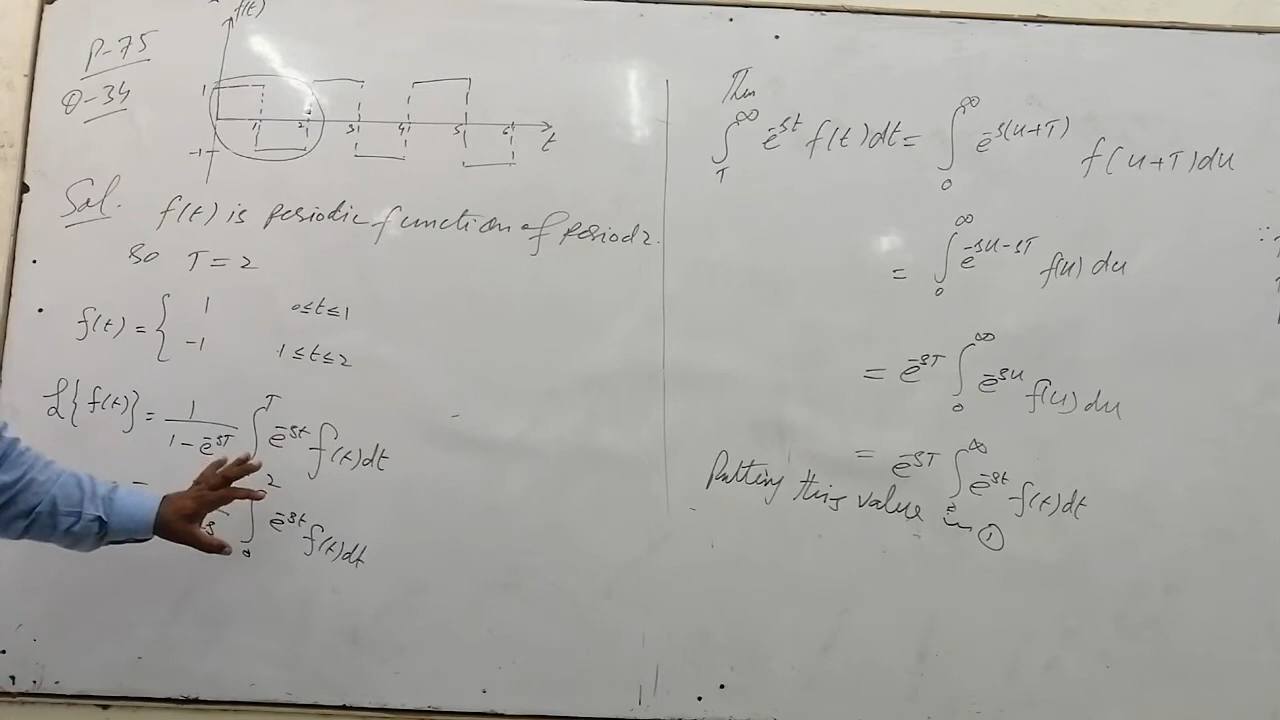 P-75
Q-34
f(t)
1
-1
1 2 3 4 5 6 t
Sol. f(t) is periodic function of period 2.
So T = 2
f(t) = { 1 0≤t≤1
-1 1≤t≤2
ℒ{f(t)} = 1/(1 - e^-sT) ∫_0^T e^-st f(t)dt
= ∫_0^2 e^-st f(t)dt
Then
∫_T^∞ e^-st f(t)dt = ∫_0^∞ e^-s(u+T) f(u+T)du
= ∫_0^∞ e^-su-sT f(u)du
= e^-sT ∫_0^∞ e^-su f(u)du
= e^-sT ∫_0^∞ e^-st f(t)dt
Putting this value in ①